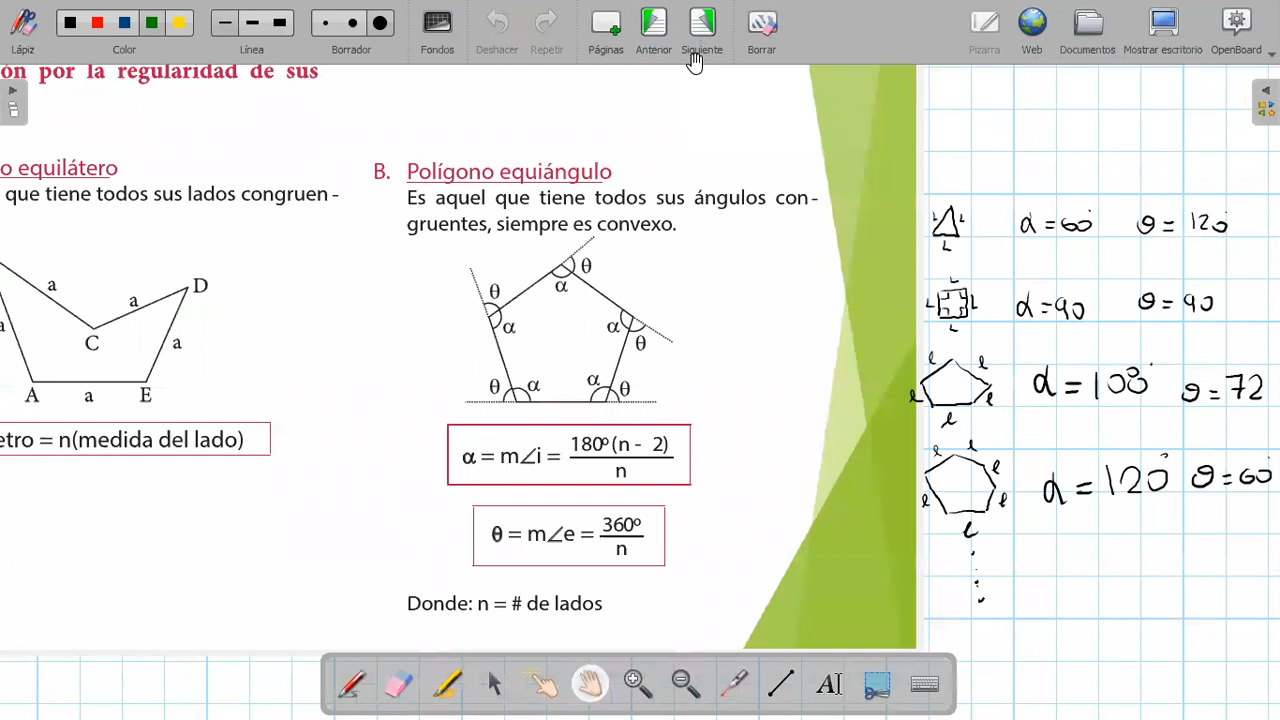 Lápiz
Color
Línea
Borrador
Fondos
Deshacer
Repetir
Páginas
Anterior
Siguiente
Borrar
Pizarra
Web
Documentos
Mostrar escritorio
OpenBoard
ón por la regularidad de sus
o equilátero
que tiene todos sus lados congruen -
a
a
D
a
C
a
A
a
E
etro = n(medida del lado)
B. Polígono equiángulo
Es aquel que tiene todos sus ángulos con-
gruentes, siempre es convexo.
θ
α
θ
α
α
θ
θ
α
α
θ
α = m∠i = 180º(n - 2)
n
θ = m∠e = 360º
n
Donde: n = # de lados
L
L
L
α = 60° θ = 120°
L
L
L
L
α = 90 θ = 90
l
l
l
l
l
α = 108° θ = 72
l
l
l
l
l
l
α = 120° θ = 60°
AI